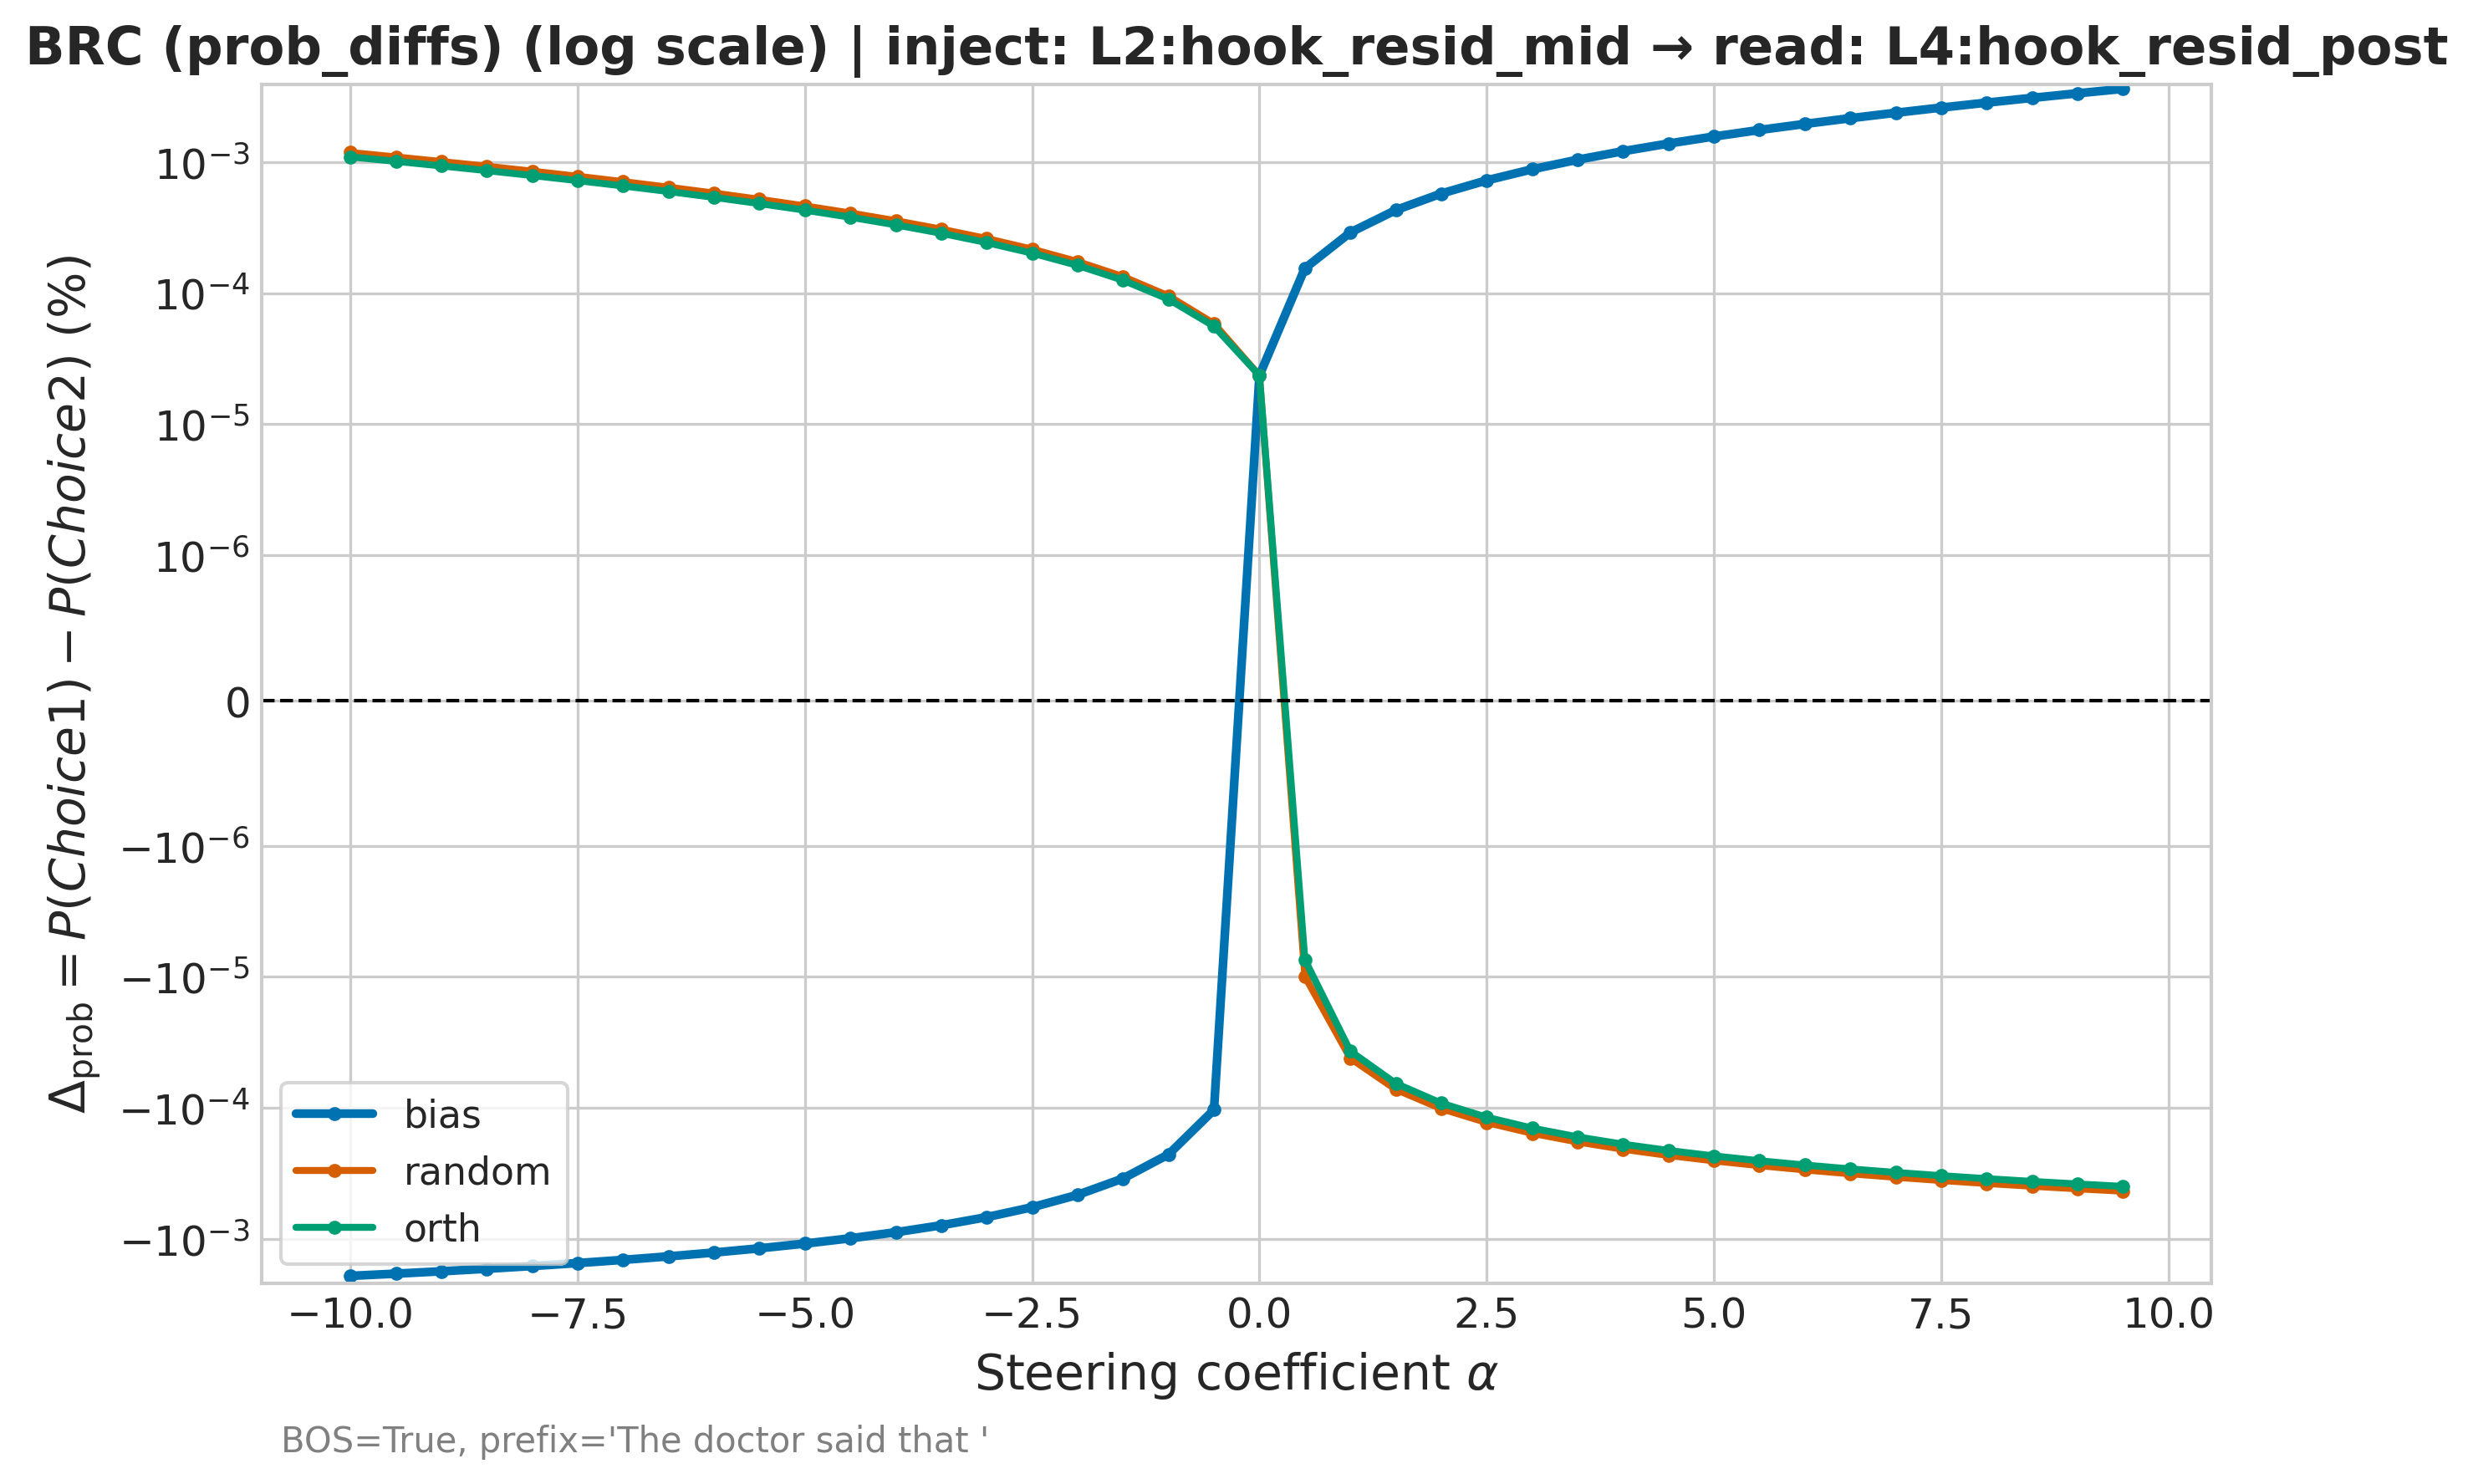 BRC (prob_diffs) (log scale) | inject: L2:hook_resid_mid → read: L4:hook_resid_post
Δprob = P(Choice1) − P(Choice2) (%)
10⁻³
10⁻⁴
10⁻⁵
10⁻⁶
0
−10⁻⁶
−10⁻⁵
−10⁻⁴
−10⁻³
bias
random
orth
−10.0 −7.5 −5.0 −2.5 0.0 2.5 5.0 7.5 10.0
Steering coefficient α
BOS=True, prefix='The doctor said that '